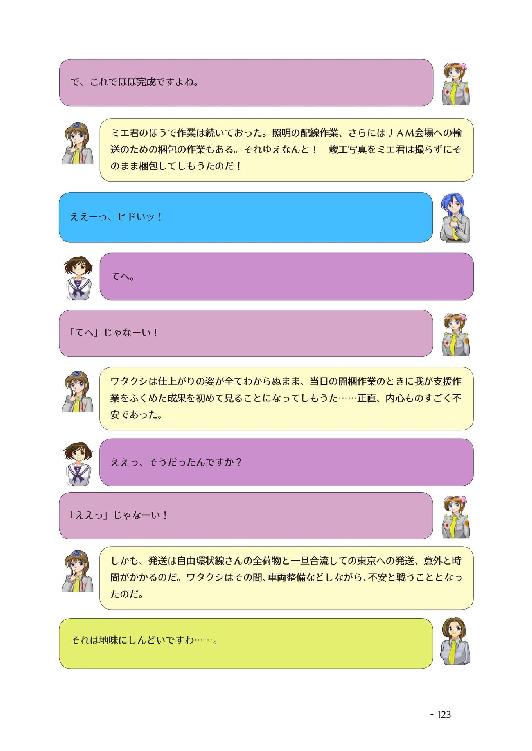 で、これでほぼ完成ですよね。
ミエ君のほうで作業は続いておった。照明の配線作業、さらにはＪＡＭ会場への輸
送のための梱包の作業もある。それゆえなんと！　竣工写真をミエ君は撮らずにそ
のまま梱包してしもうたのだ！
ええーっ、ヒドいッ！
てへ。
「てへ」じゃなーい！
ワタクシは仕上がりの姿が全てわからぬまま、当日の開梱作業のときに我が支援作
業をふくめた成果を初めて見ることになってしもうた……正直、内心ものすごく不
安であった。
ええっ、そうだったんですか？
「ええっ」じゃなーい！
しかも、発送は自由環状線さんの全荷物と一旦合流しての東京への発送、意外と時
間がかかるのだ。ワタクシはその間、車両整備などしながら、不安と戦うこととなっ
たのだ。
それは地味にしんどいですわ……。
- 123